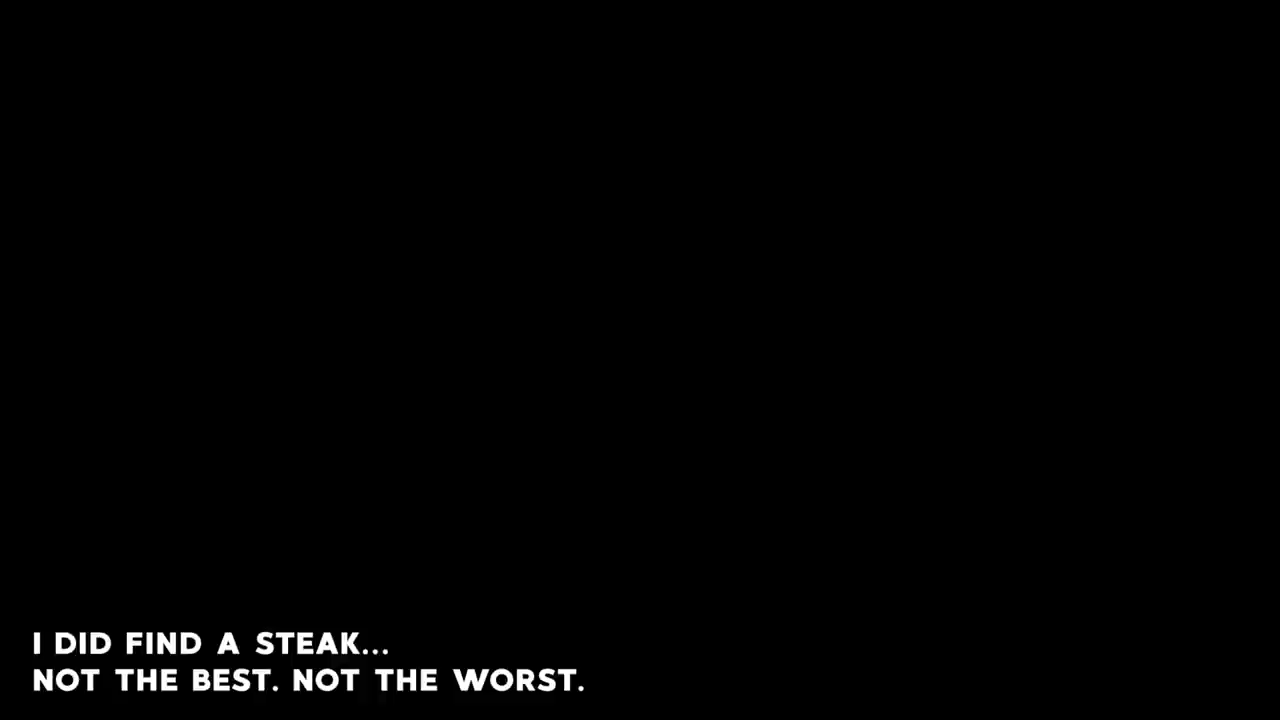 I DID FIND A STEAK...
NOT THE BEST. NOT THE WORST.